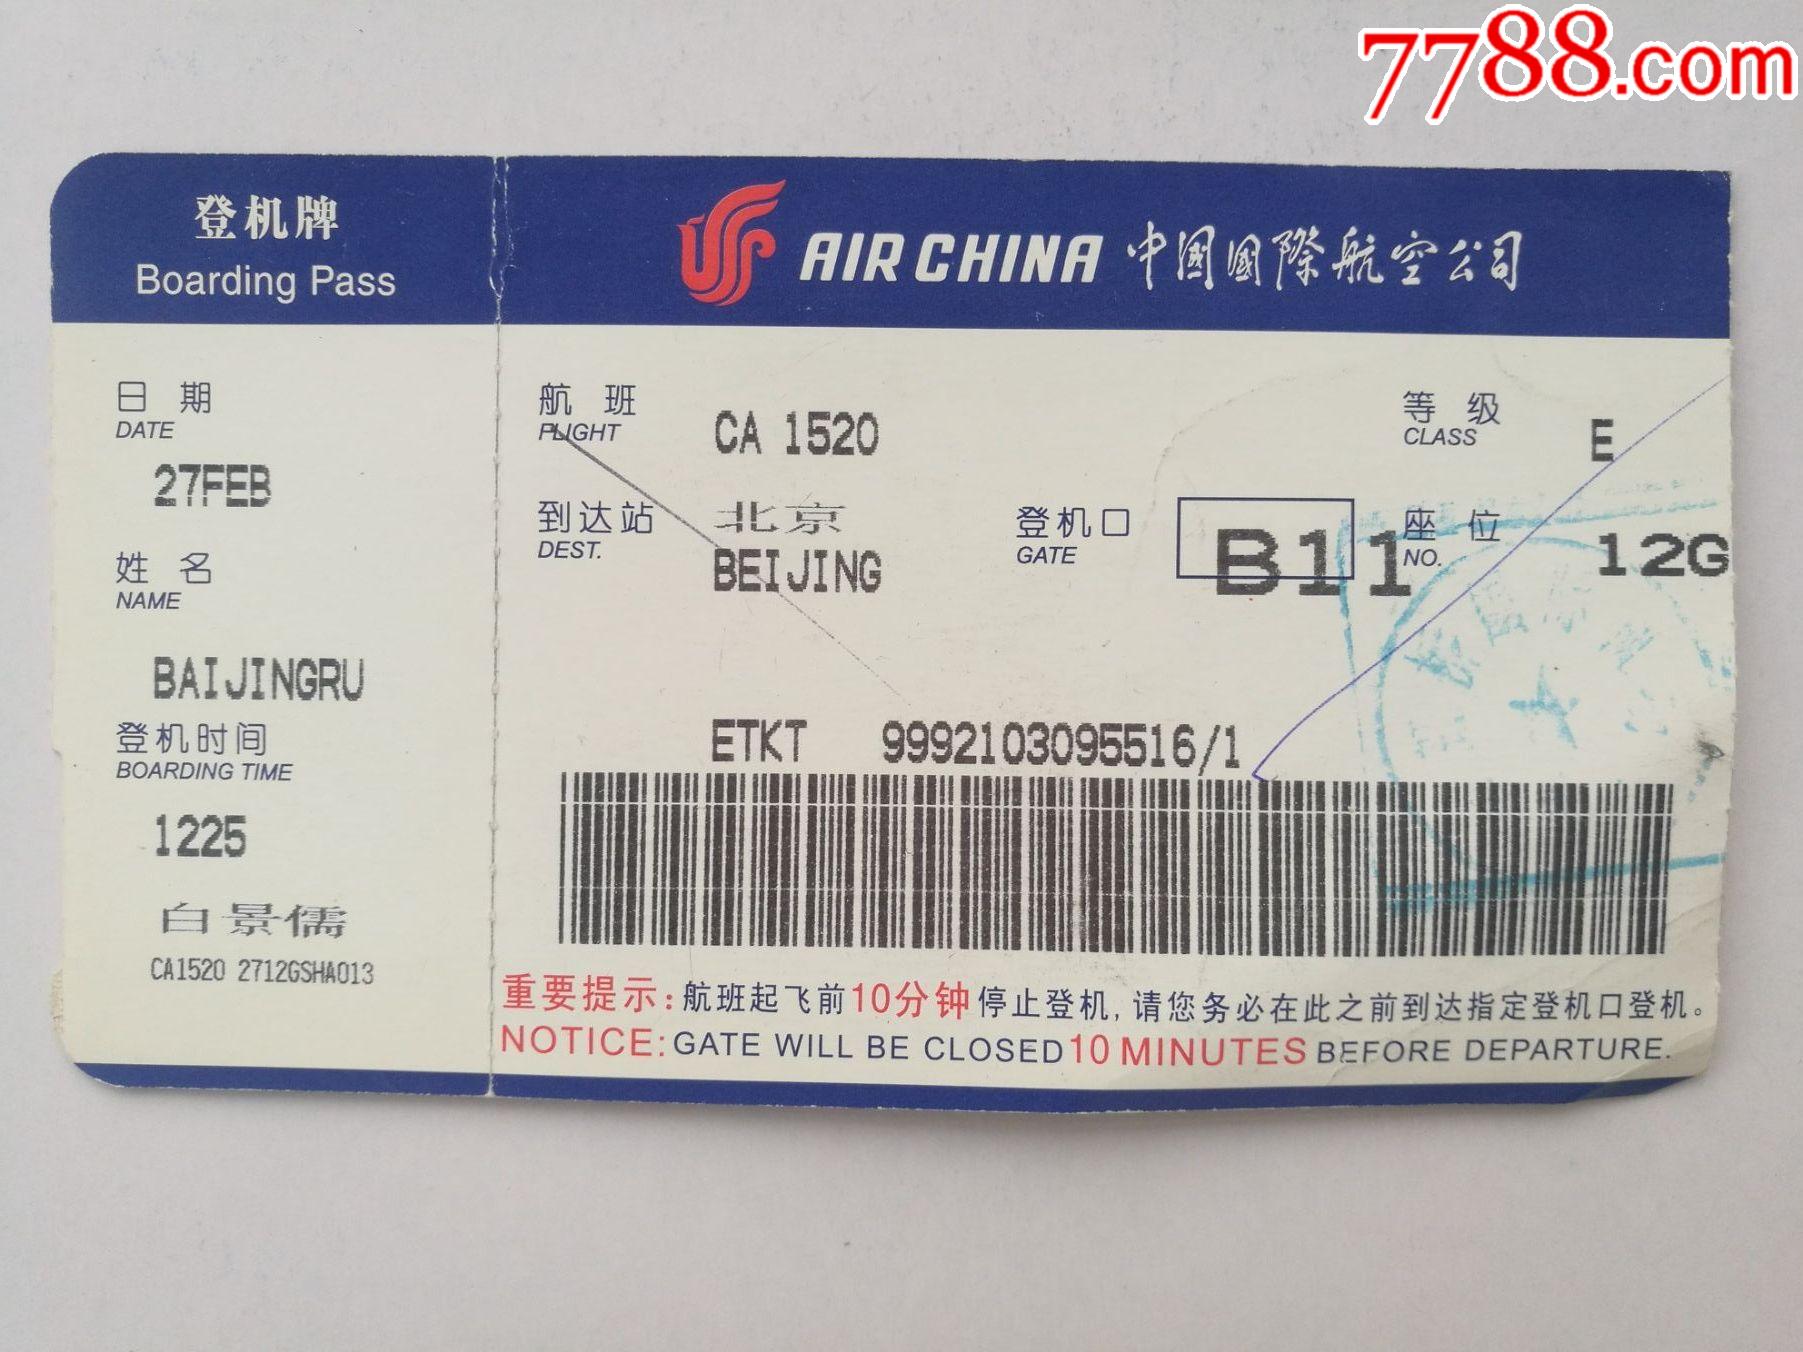 7788.com
登机牌
Boarding Pass
AIR CHINA 中國國際航空公司
日期
DATE
27FEB
姓名
NAME
BAIJINGRU
登机时间
BOARDING TIME
1225
白景儒
CA1520 2712GSHA013
航班
FLIGHT
CA 1520
等级
CLASS
E
到达站
DEST.
北京
BEIJING
登机口
GATE
B11
座位
NO.
12G
ETKT 9992103095516/1
重要提示:航班起飞前10分钟停止登机,请您务必在此之前到达指定登机口登机。
NOTICE:GATE WILL BE CLOSED 10 MINUTES BEFORE DEPARTURE.